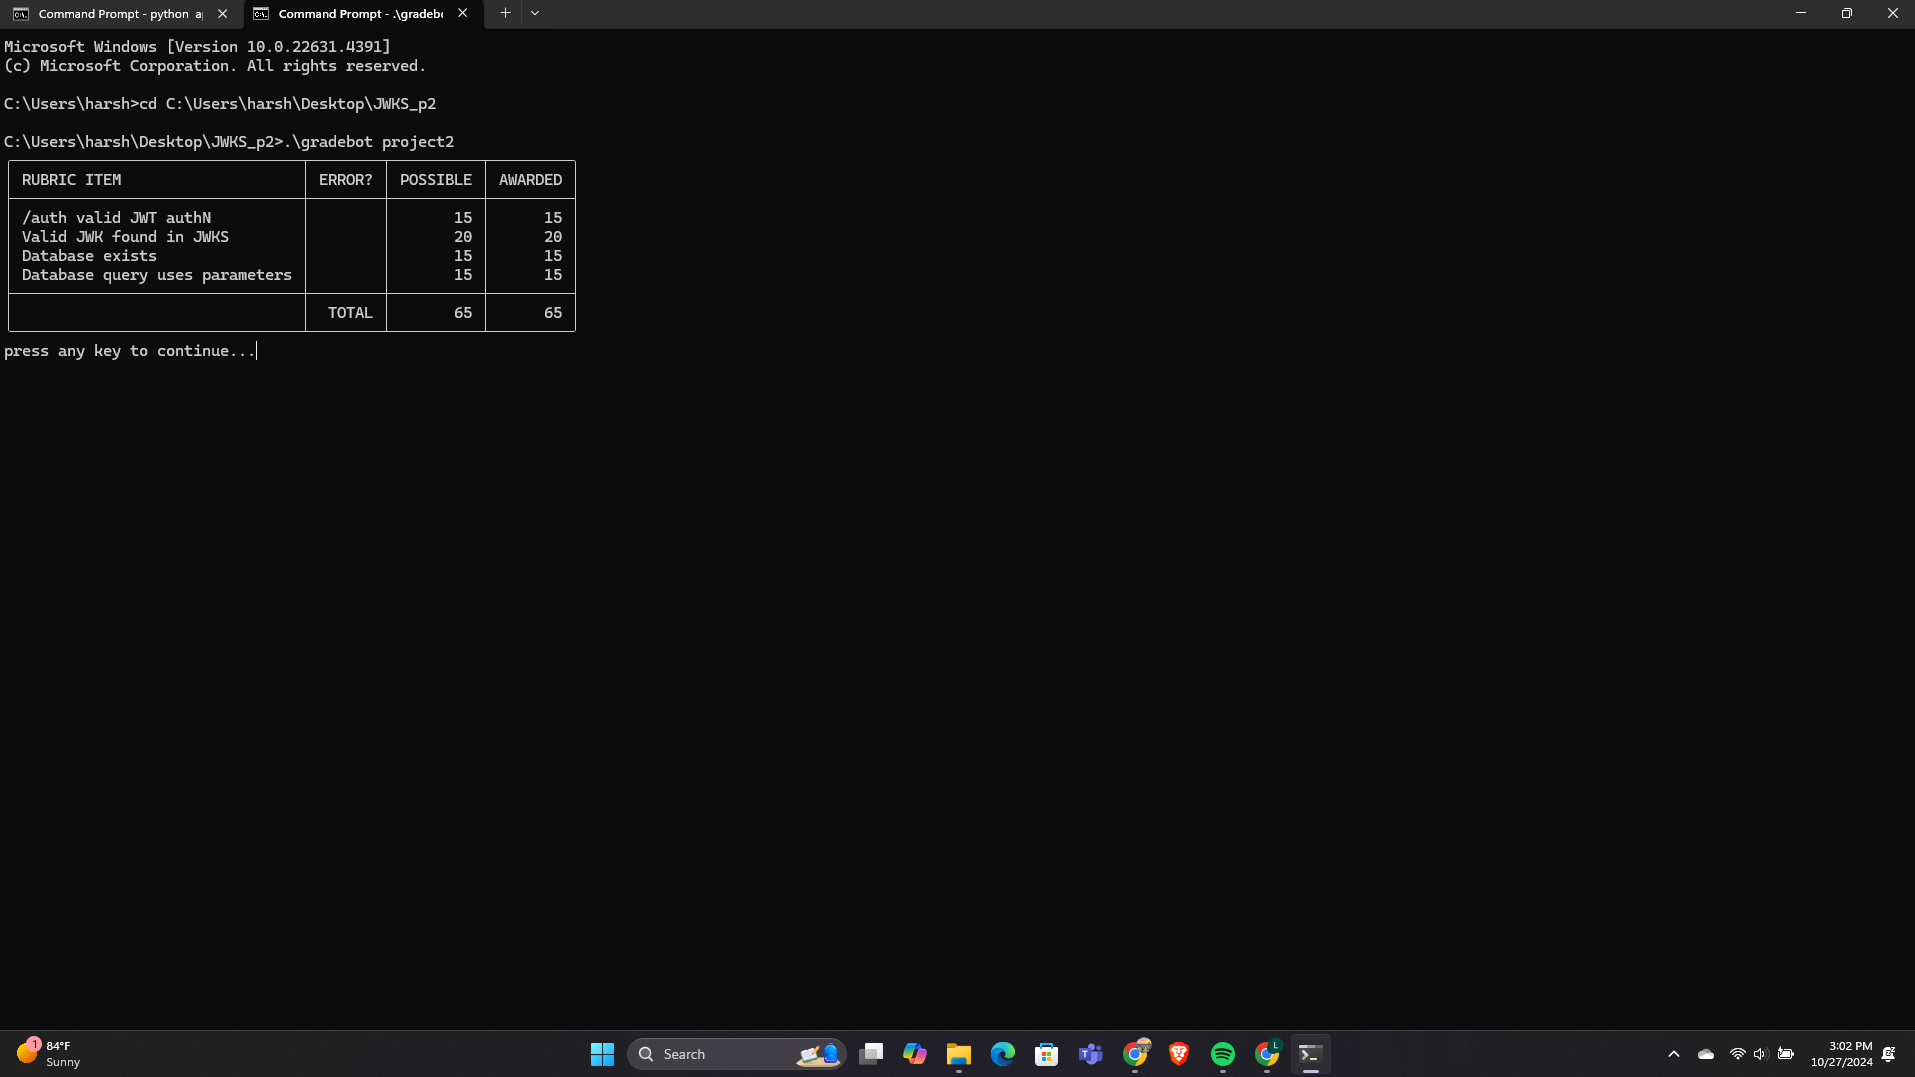 Command Prompt - python a
Command Prompt - .\gradeb
Microsoft Windows [Version 10.0.22631.4391]
(c) Microsoft Corporation. All rights reserved.
C:\Users\harsh>cd C:\Users\harsh\Desktop\JWKS_p2
C:\Users\harsh\Desktop\JWKS_p2>.\gradebot project2
RUBRIC ITEM ERROR? POSSIBLE AWARDED
/auth valid JWT authN 15 15
Valid JWK found in JWKS 20 20
Database exists 15 15
Database query uses parameters 15 15
TOTAL 65 65
press any key to continue...
1
84°F
Sunny
Search
L
3:02 PM
10/27/2024